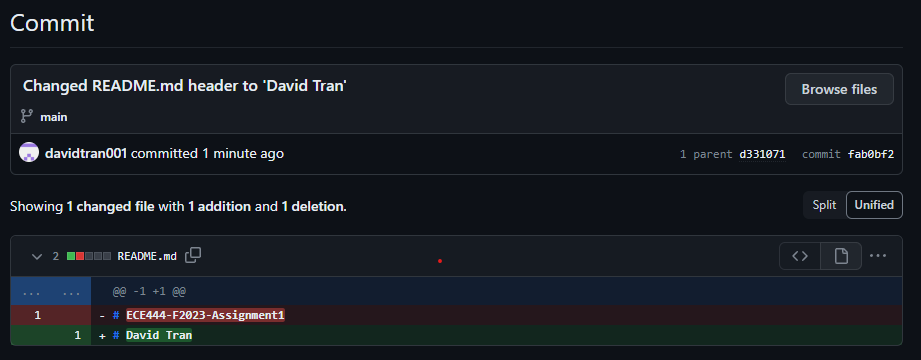 Commit
Changed README.md header to 'David Tran'
Browse files
main
davidtran001 committed 1 minute ago
1 parent d331071 commit fab0bf2
Showing 1 changed file with 1 addition and 1 deletion.
Split Unified
2 README.md
... ... @@ -1 +1 @@
1 - # ECE444-F2023-Assignment1
1 + # David Tran